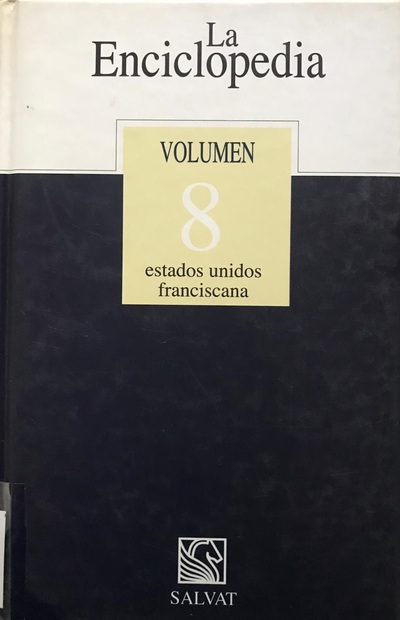 La
Enciclopedia
VOLUMEN
8
estados unidos
franciscana
SALVAT